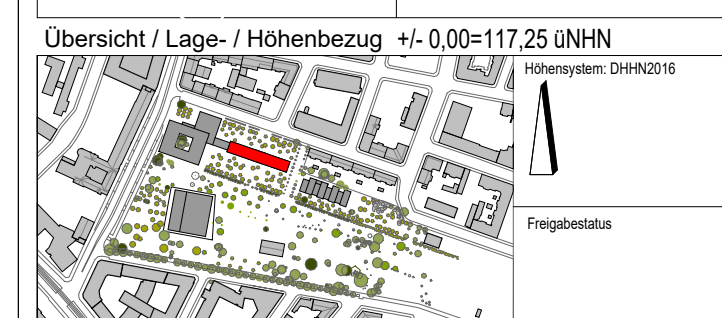 Übersicht / Lage- / Höhenbezug +/- 0,00=117,25 üNHN
Höhensystem: DHHN2016
Freigabestatus